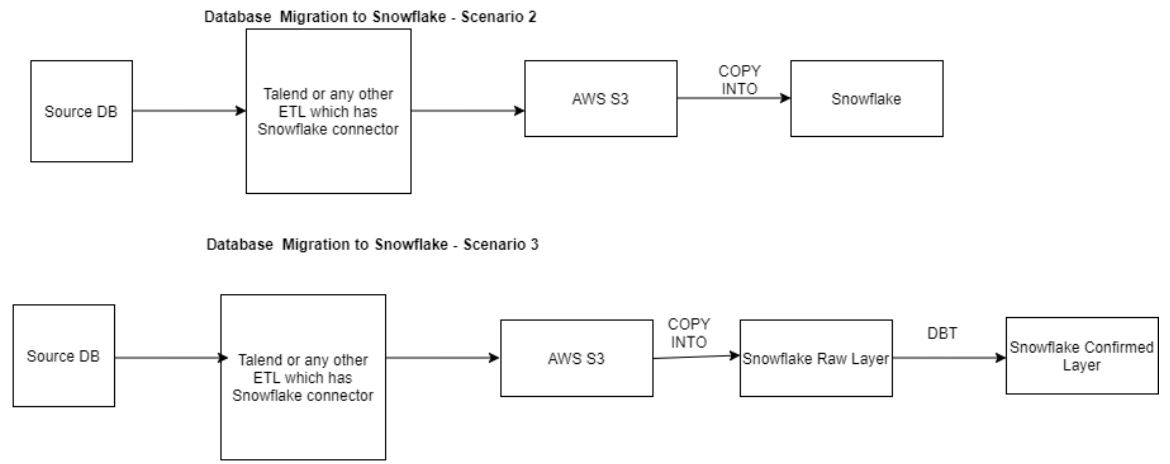 Database Migration to Snowflake - Scenario 2
Source DB
Talend or any other
ETL which has
Snowflake connector
AWS S3
COPY
INTO
Snowflake
Database Migration to Snowflake - Scenario 3
Source DB
Talend or any other
ETL which has
Snowflake connector
AWS S3
COPY
INTO
Snowflake Raw Layer
DBT
Snowflake Confirmed
Layer